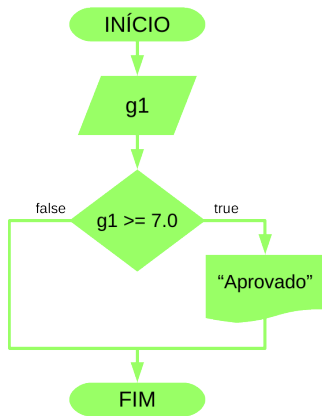 INÍCIO
g1
false
true
g1 >= 7.0
“Aprovado”
FIM